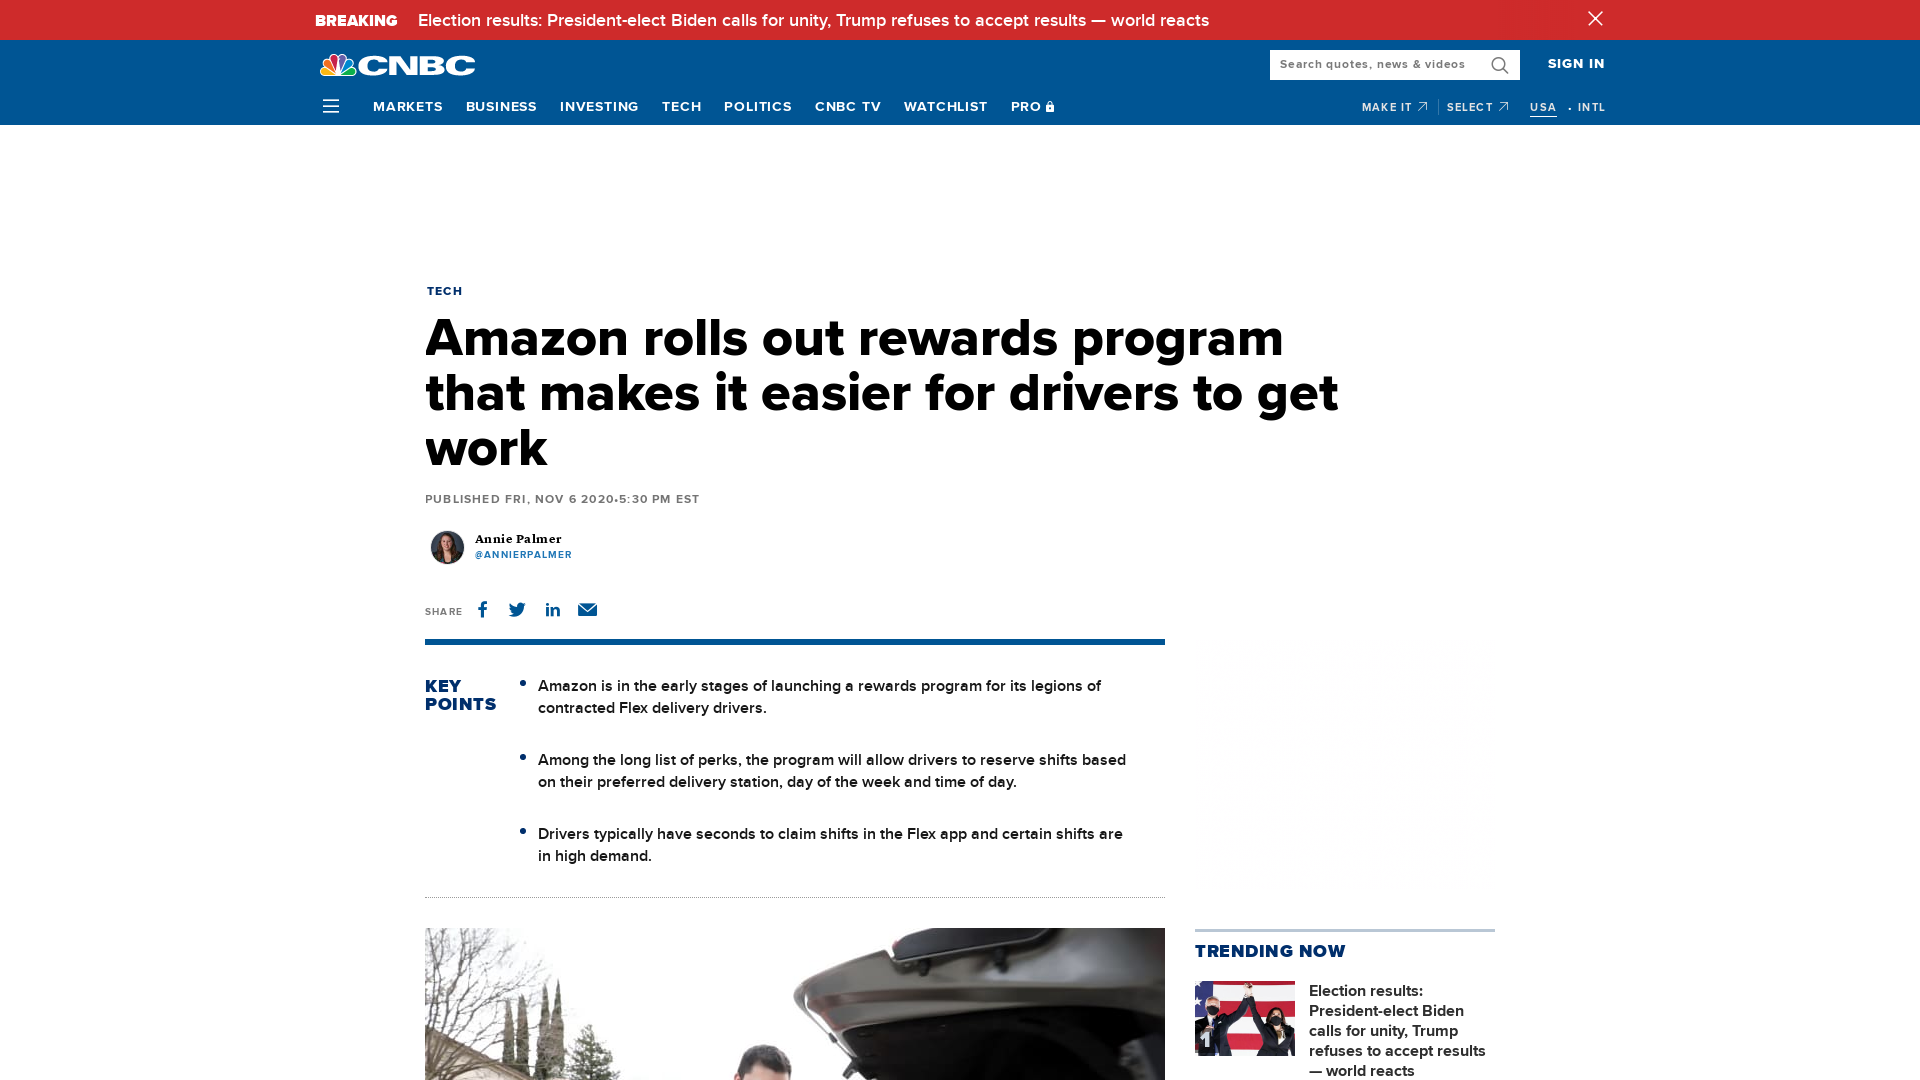 BREAKING Election results: President-elect Biden calls for unity, Trump refuses to accept results — world reacts
CNBC
Search quotes, news & videos
SIGN IN
MARKETS BUSINESS INVESTING TECH POLITICS CNBC TV WATCHLIST PRO
MAKE IT SELECT USA • INTL
TECH
Amazon rolls out rewards program
that makes it easier for drivers to get
work
PUBLISHED FRI, NOV 6 2020•5:30 PM EST
Annie Palmer
@ANNIERPALMER
SHARE
KEY
POINTS
• Amazon is in the early stages of launching a rewards program for its legions of
contracted Flex delivery drivers.
• Among the long list of perks, the program will allow drivers to reserve shifts based
on their preferred delivery station, day of the week and time of day.
• Drivers typically have seconds to claim shifts in the Flex app and certain shifts are
in high demand.
TRENDING NOW
Election results:
President-elect Biden
calls for unity, Trump
refuses to accept results
— world reacts